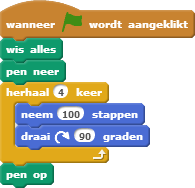 wanneer wordt aangeklikt
wis alles
pen neer
herhaal 4 keer
neem 100 stappen
draai 90 graden
pen op